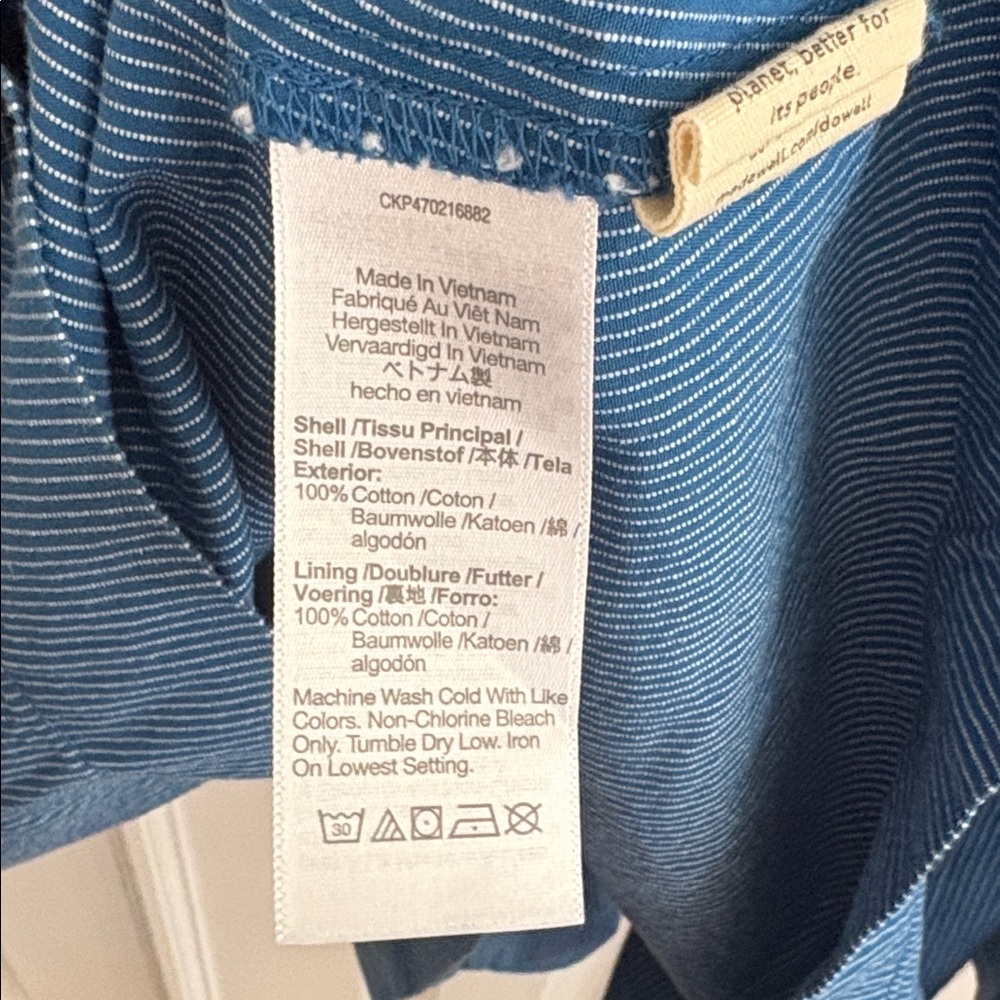 planet, better for
its people.
madewell.com/dowell
CKP470216882
Made In Vietnam
Fabriqué Au Viêt Nam
Hergestellt In Vietnam
Vervaardigd In Vietnam
ベトナム製
hecho en vietnam
Shell /Tissu Principal /
Shell /Bovenstof /本体 /Tela
Exterior:
100% Cotton /Coton /
Baumwolle /Katoen /綿 /
algodón
Lining /Doublure /Futter /
Voering /裏地 /Forro:
100% Cotton /Coton /
Baumwolle /Katoen /綿 /
algodón
Machine Wash Cold With Like
Colors. Non-Chlorine Bleach
Only. Tumble Dry Low. Iron
On Lowest Setting.
30